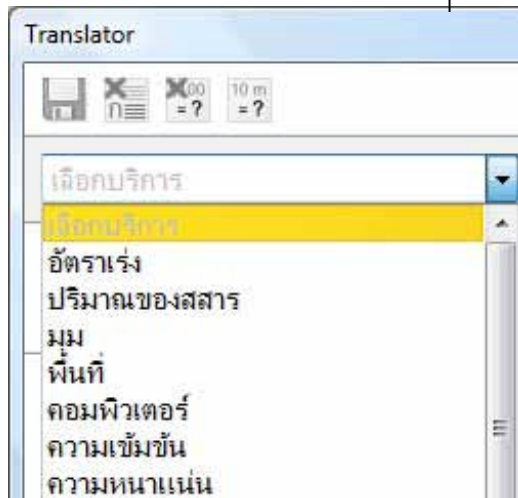 Translator
n
00
= ?
10 m
= ?
เลือกบริการ
เลือกบริการ
อัตราเร่ง
ปริมาณของสสาร
มุม
พื้นที่
คอมพิวเตอร์
ความเข้มข้น
ความหนาแน่น